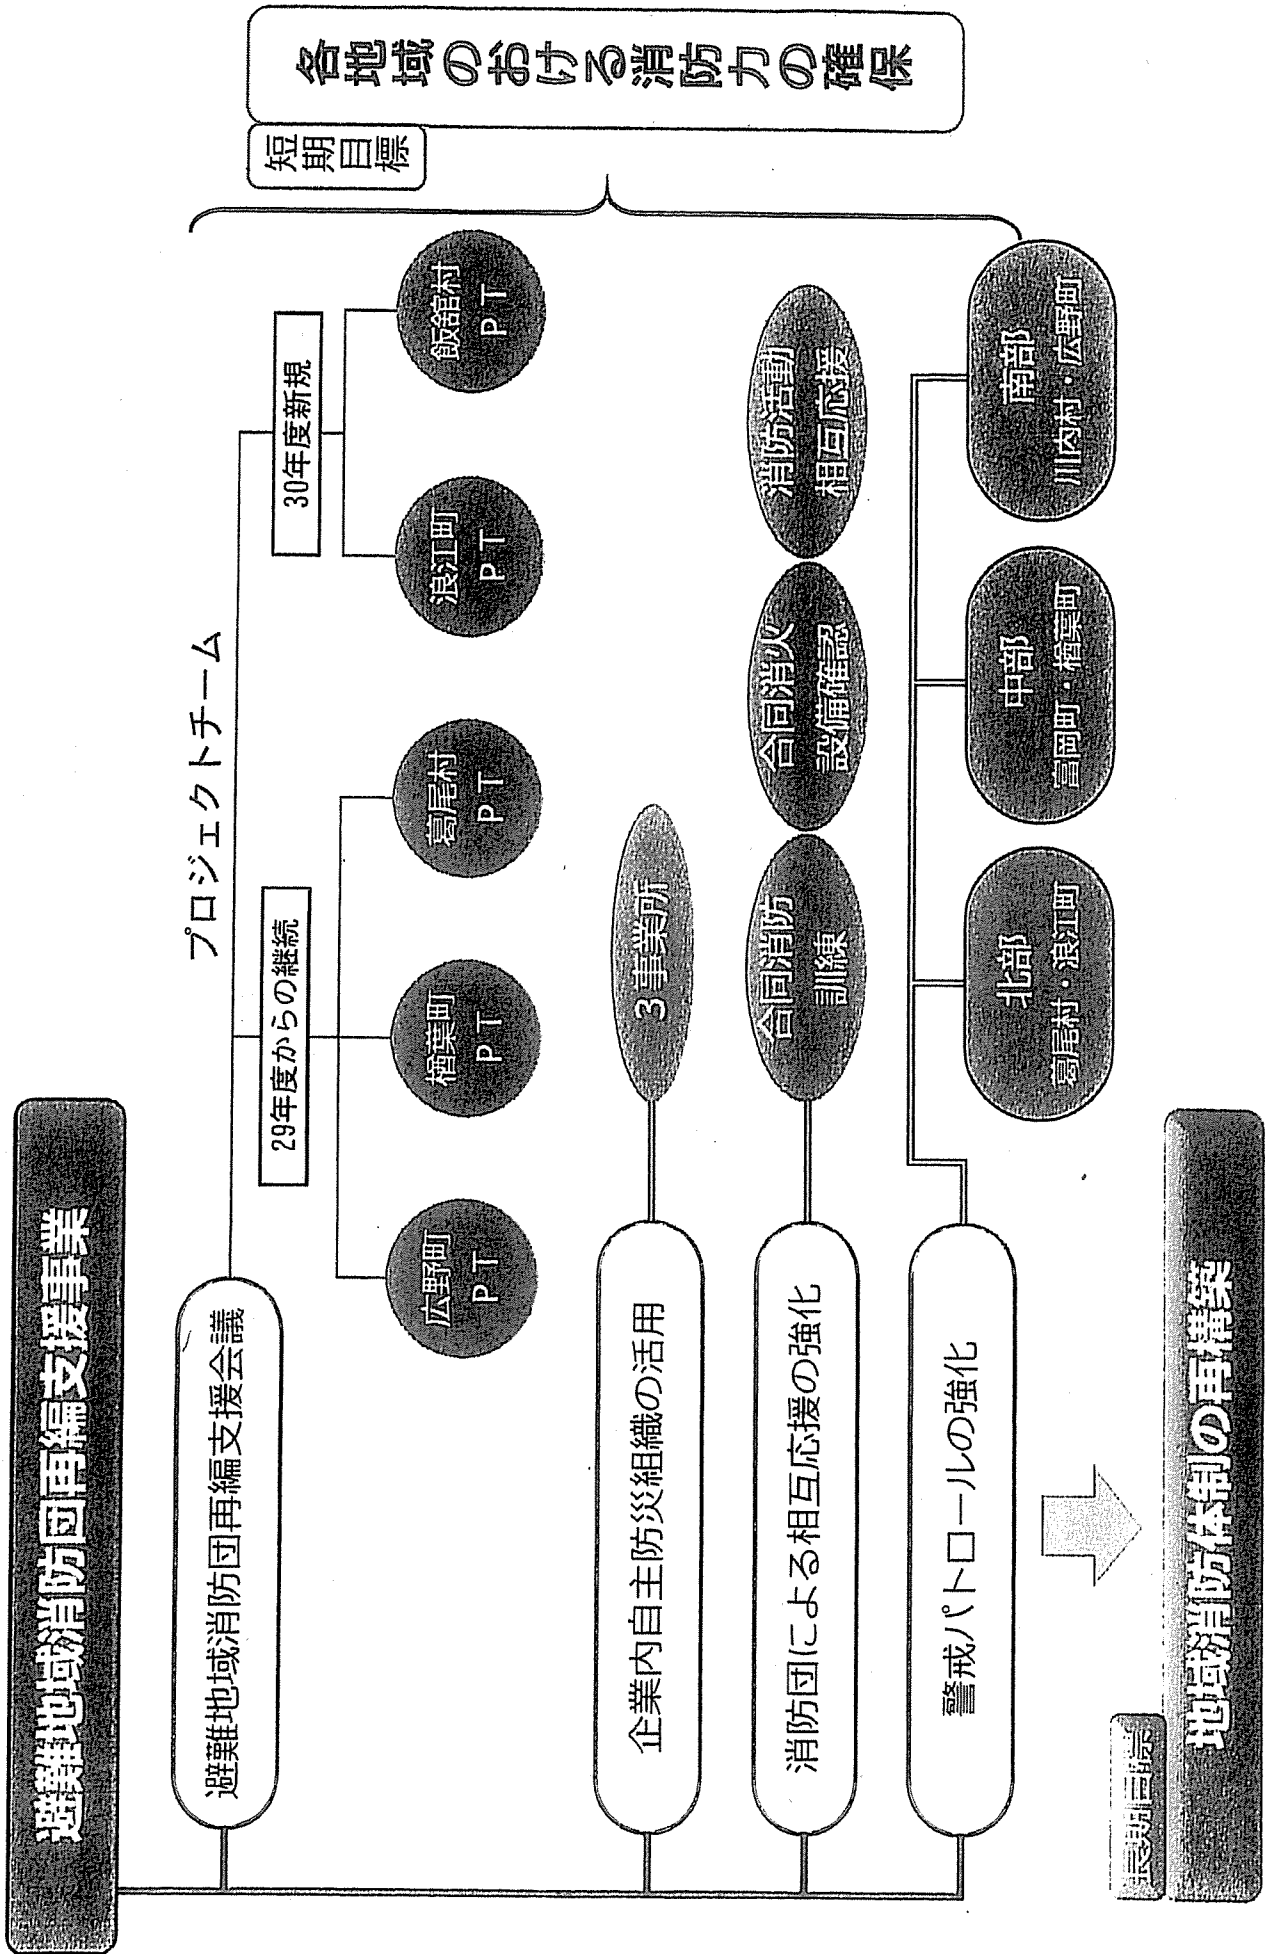 避難地域消防団再編支援事業
避難地域消防団再編支援会議
プロジェクトチーム
29年度からの継続
広野町
ＰＴ
楢葉町
ＰＴ
葛尾村
ＰＴ
30年度新規
浪江町
ＰＴ
飯舘村
ＰＴ
企業内自主防災組織の活用
３事業所
消防団による相互応援の強化
合同消防
訓練
合同消火
設備確認
消防活動
相互応援
警戒パトロールの強化
北部
葛尾村・浪江町
中部
富岡町・楢葉町
南部
川内村・広野町
短期
目標
各地域のおける消防力の確保
長期目標
地域消防体制の再構築